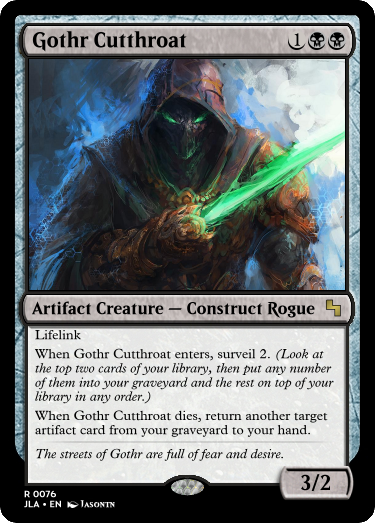 Gothr Cutthroat 1
Artifact Creature — Construct Rogue
Lifelink
When Gothr Cutthroat enters, surveil 2. (Look at
the top two cards of your library, then put any number
of them into your graveyard and the rest on top of your
library in any order.)
When Gothr Cutthroat dies, return another target
artifact card from your graveyard to your hand.
The streets of Gothr are full of fear and desire.
3/2
R 0076
JLA • EN Jasontn